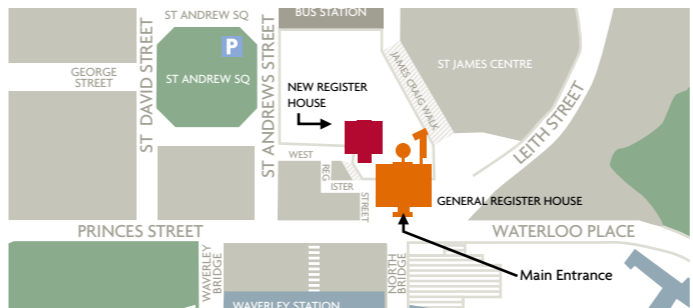 ST ANDREW SQ
BUS STATION
P
GEORGE
STREET
ST DAVID STREET
ST ANDREW SQ
ST ANDREWS STREET
JAMES CRAIG WALK
ST JAMES CENTRE
LEITH STREET
NEW REGISTER
HOUSE
WEST
REG
ISTER
STREET
GENERAL REGISTER HOUSE
PRINCES STREET
WATERLOO PLACE
WAVERLEY
BRIDGE
NORTH
BRIDGE
Main Entrance
WAVERLEY STATION